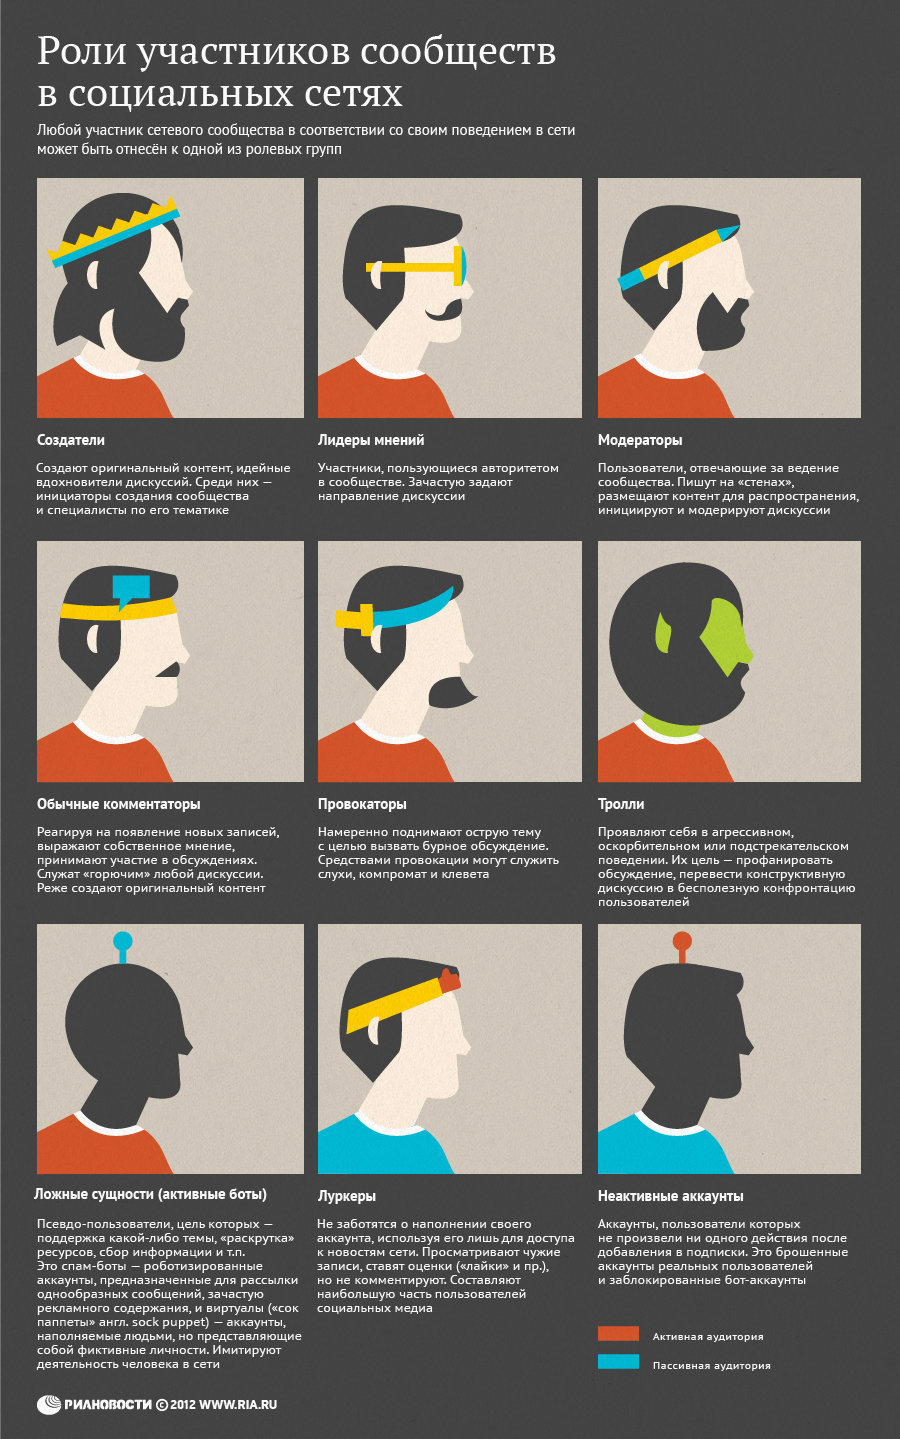 Роли участников сообществ
в социальных сетях
Любой участник сетевого сообщества в соответствии со своим поведением в сети
может быть отнесён к одной из ролевых групп
Создатели
Создают оригинальный контент, идейные
вдохновители дискуссий. Среди них —
инициаторы создания сообщества
и специалисты по его тематике
Лидеры мнений
Участники, пользующиеся авторитетом
в сообществе. Зачастую задают
направление дискуссии
Модераторы
Пользователи, отвечающие за ведение
сообщества. Пишут на «стенах»,
размещают контент для распространения,
инициируют и модерируют дискуссии
Обычные комментаторы
Реагируя на появление новых записей,
выражают собственное мнение,
принимают участие в обсуждениях.
Служат «горючим» любой дискуссии.
Реже создают оригинальный контент
Провокаторы
Намеренно поднимают острую тему
с целью вызвать бурное обсуждение.
Средствами провокации могут служить
слухи, компромат и клевета
Тролли
Проявляют себя в агрессивном,
оскорбительном или подстрекательском
поведении. Их цель — профанировать
обсуждение, перевести конструктивную
дискуссию в бесполезную конфронтацию
пользователей
Ложные сущности (активные боты)
Псевдо-пользователи, цель которых —
поддержка какой-либо темы, «раскрутка»
ресурсов, сбор информации и т.п.
Это спам-боты — роботизированные
аккаунты, предназначенные для рассылки
однообразных сообщений, зачастую
рекламного содержания, и виртуалы («сок
паппеты» англ. sock puppet) — аккаунты,
наполняемые людьми, но представляющие
собой фиктивные личности. Имитируют
деятельность человека в сети
Луркеры
Не заботятся о наполнении своего
аккаунта, используя его лишь для доступа
к новостям сети. Просматривают чужие
записи, ставят оценки («лайки» и пр.),
но не комментируют. Составляют
наибольшую часть пользователей
социальных медиа
Неактивные аккаунты
Аккаунты, пользователи которых
не произвели ни одного действия после
добавления в подписки. Это брошенные
аккаунты реальных пользователей
и заблокированные бот-аккаунты
Активная аудитория
Пассивная аудитория
РИАНОВОСТИ © 2012 WWW.RIA.RU